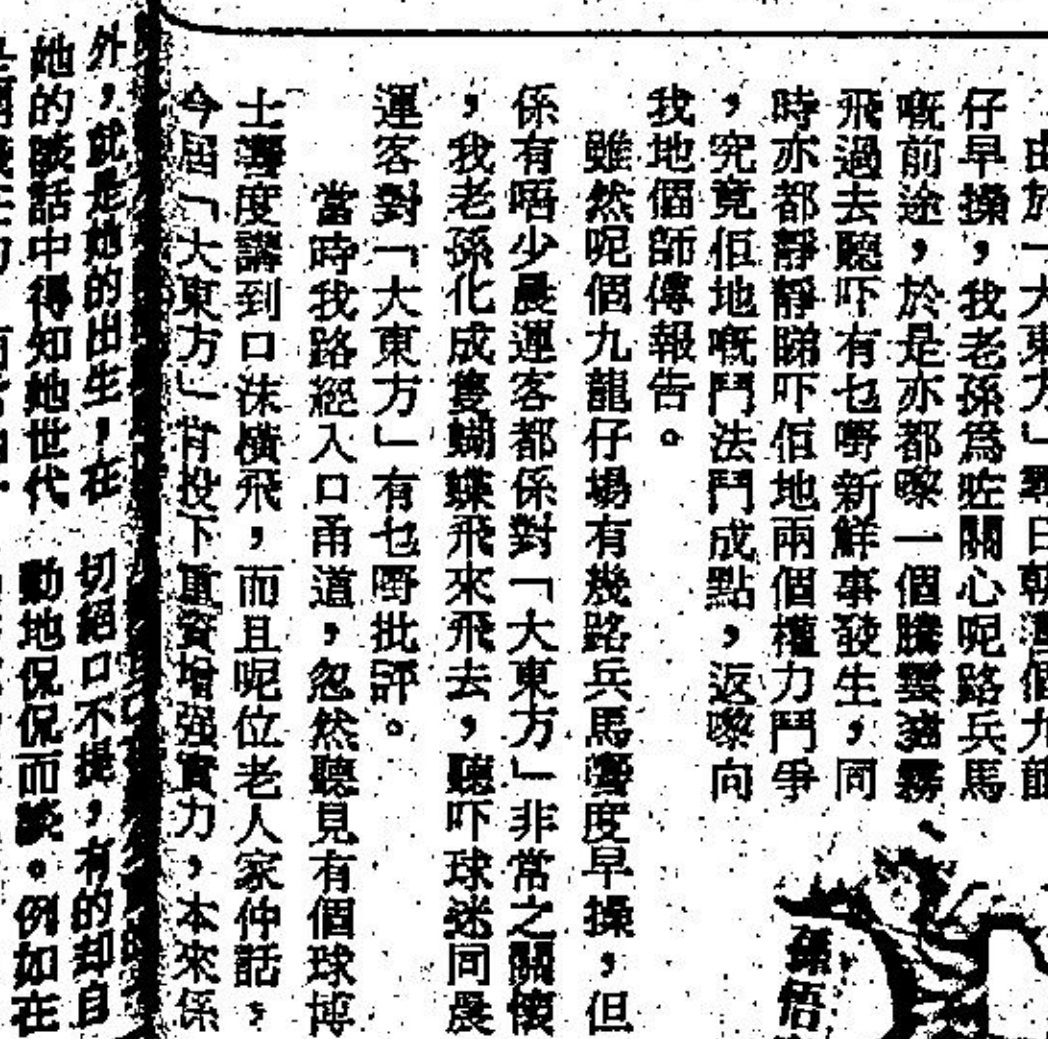 由於「大東方」尋日朝運個九龍
仔早操，我老孫爲咗關心呢路兵馬
嘅前途，於是亦都嚟一個騰雲駕霧
飛過去聽吓有乜嘢新鮮事發生，同
時亦都靜靜睇吓佢地兩個權力鬥爭
，究竟佢地嘅鬥法鬥成點，返嚟向
我地個師傅報告。
雖然呢個九龍仔場有幾路兵馬嚮度早操，但
係有唔少晨運客都係對「大東方」非常之關懷
，我老孫化成隻蝴蝶飛來飛去，聽吓球迷同晨
運客對「大東方」有乜嘢批評。
當時我路經入口甬道，忽然聽見有個球博
士嚮度講到口沫橫飛，而且呢位老人家仲話，
今屆「大東方」肯投下重資增强實力，本來係
孫悟
外，就是她的出生，在
她的談話中得知她世代
切絕口不提，有的却自
動地侃侃而談。例如在